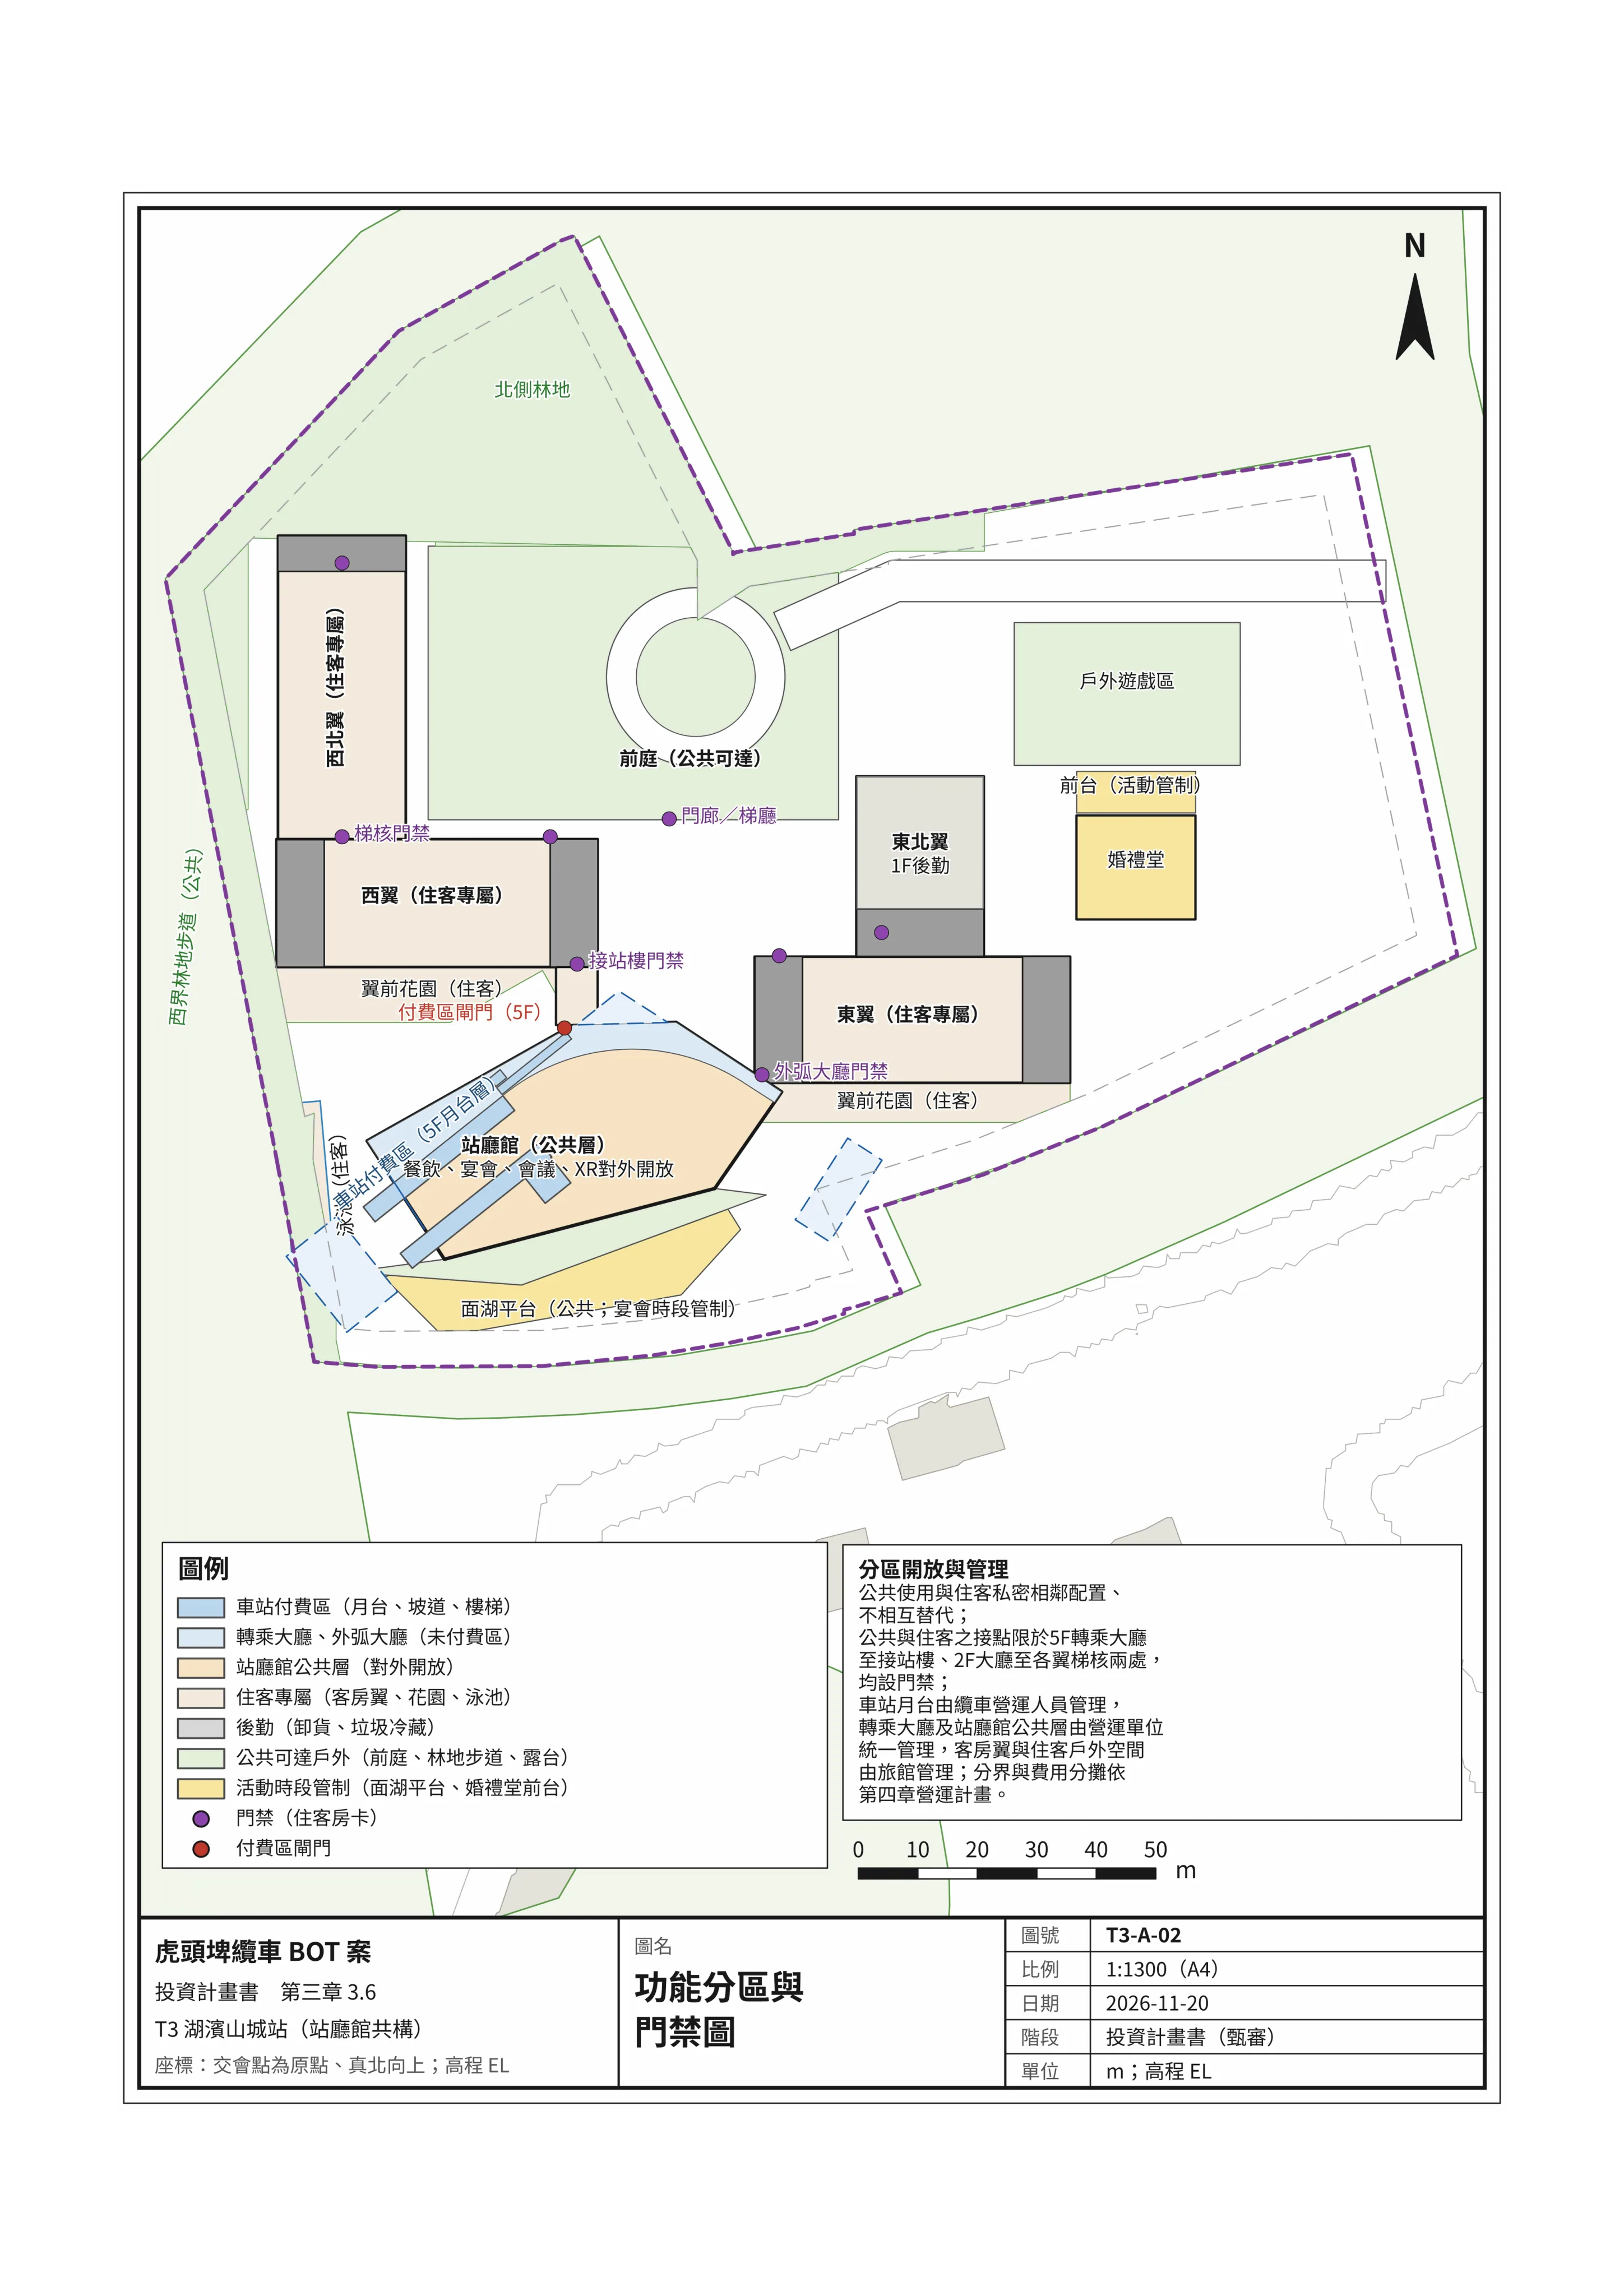 N
北側林地
西北翼（住客專屬）
戶外遊戲區
前庭（公共可達）
前台（活動管制）
門廊／梯廳
梯核門禁
東北翼
1F後勤
婚禮堂
西翼（住客專屬）
西界林地步道（公共）
接站樓門禁
翼前花園（住客）
付費區閘門（5F）
東翼（住客專屬）
外弧大廳門禁
翼前花園（住客）
車站付費區（5F月台層）
站廳館（公共層）
餐飲、宴會、會議、XR對外開放
泳池（住客）
面湖平台（公共；宴會時段管制）
圖例
車站付費區（月台、坡道、樓梯）
轉乘大廳、外弧大廳（未付費區）
站廳館公共層（對外開放）
住客專屬（客房翼、花園、泳池）
後勤（卸貨、垃圾冷藏）
公共可達戶外（前庭、林地步道、露台）
活動時段管制（面湖平台、婚禮堂前台）
門禁（住客房卡）
付費區閘門
分區開放與管理
公共使用與住客私密相鄰配置、
不相互替代；
公共與住客之接點限於5F轉乘大廳
至接站樓、2F大廳至各翼梯核兩處，
均設門禁；
車站月台由纜車營運人員管理，
轉乘大廳及站廳館公共層由營運單位
統一管理，客房翼與住客戶外空間
由旅館管理；分界與費用分攤依
第四章營運計畫。
0 10 20 30 40 50 m
虎頭埤纜車 BOT 案
投資計畫書　第三章 3.6
T3 湖濱山城站（站廳館共構）
座標：交會點為原點、真北向上；高程 EL
圖名
功能分區與
門禁圖
圖號 T3-A-02
比例 1:1300（A4）
日期 2026-11-20
階段 投資計畫書（甄審）
單位 m；高程 EL